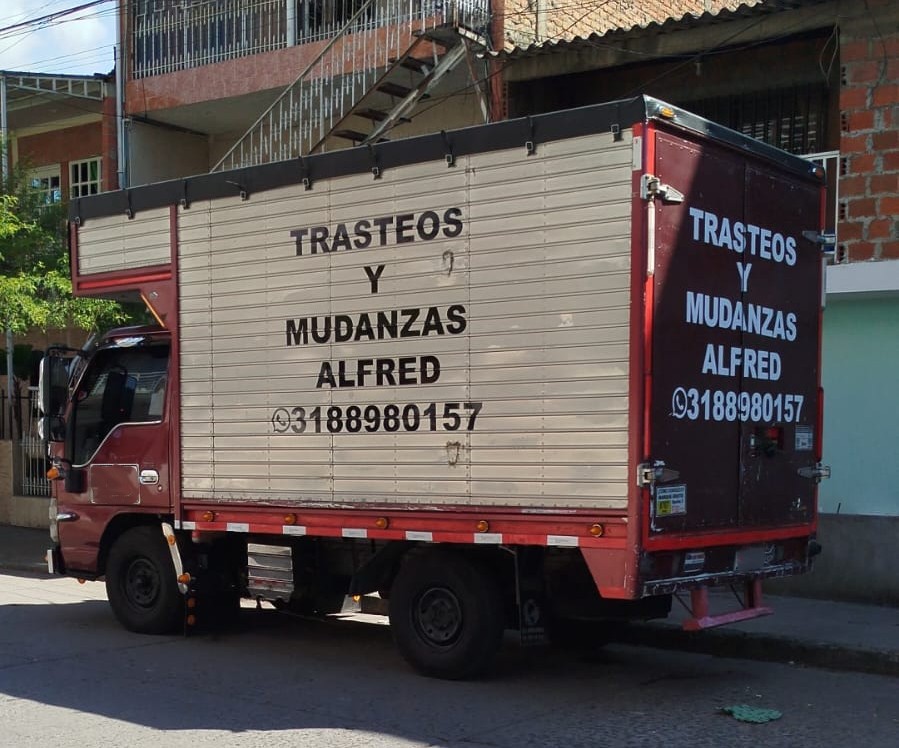 TRASTEOS
Y
MUDANZAS
ALFRED
3188980157
TRASTEOS
Y
MUDANZAS
ALFRED
3188980157